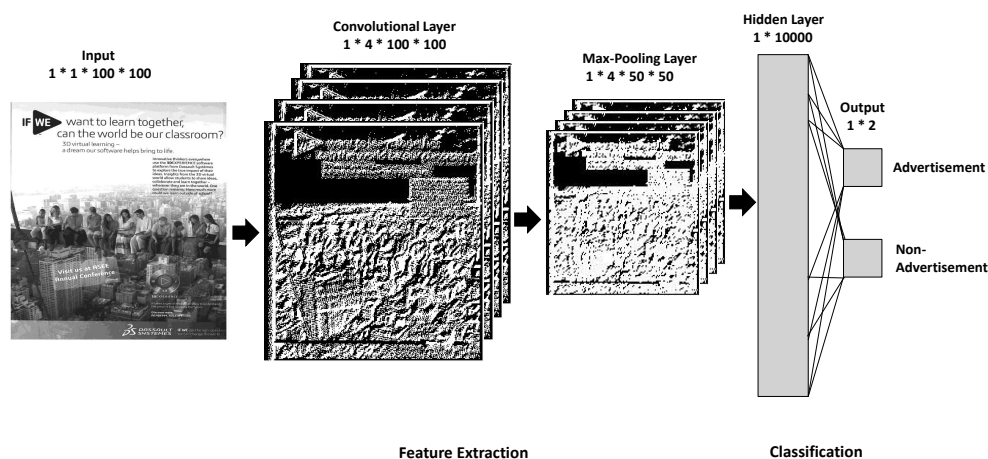 Input
1 * 1 * 100 * 100
Convolutional Layer
1 * 4 * 100 * 100
Max-Pooling Layer
1 * 4 * 50 * 50
Hidden Layer
1 * 10000
Output
1 * 2
Advertisement
Non-
Advertisement
IF WE want to learn together,
can the world be our classroom?
3D virtual learning –
a dream our software helps bring to life.
Visit us at ASEE
Annual Conference
DASSAULT
SYSTEMES
Feature Extraction
Classification